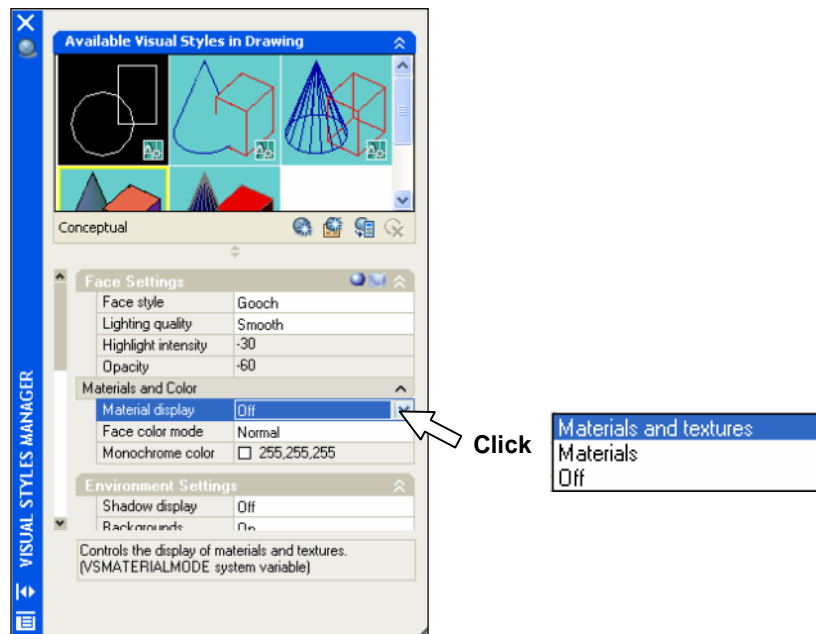 Available Visual Styles in Drawing
Conceptual
Face Settings
Face style Gooch
Lighting quality Smooth
Highlight intensity -30
Opacity -60
Materials and Color
Material display Off
Face color mode Normal
Monochrome color 255,255,255
Environment Settings
Shadow display Off
Backgrounds On
Controls the display of materials and textures.
(VSMATERIALMODE system variable)
VISUAL STYLES MANAGER
Click
Materials and textures
Materials
Off